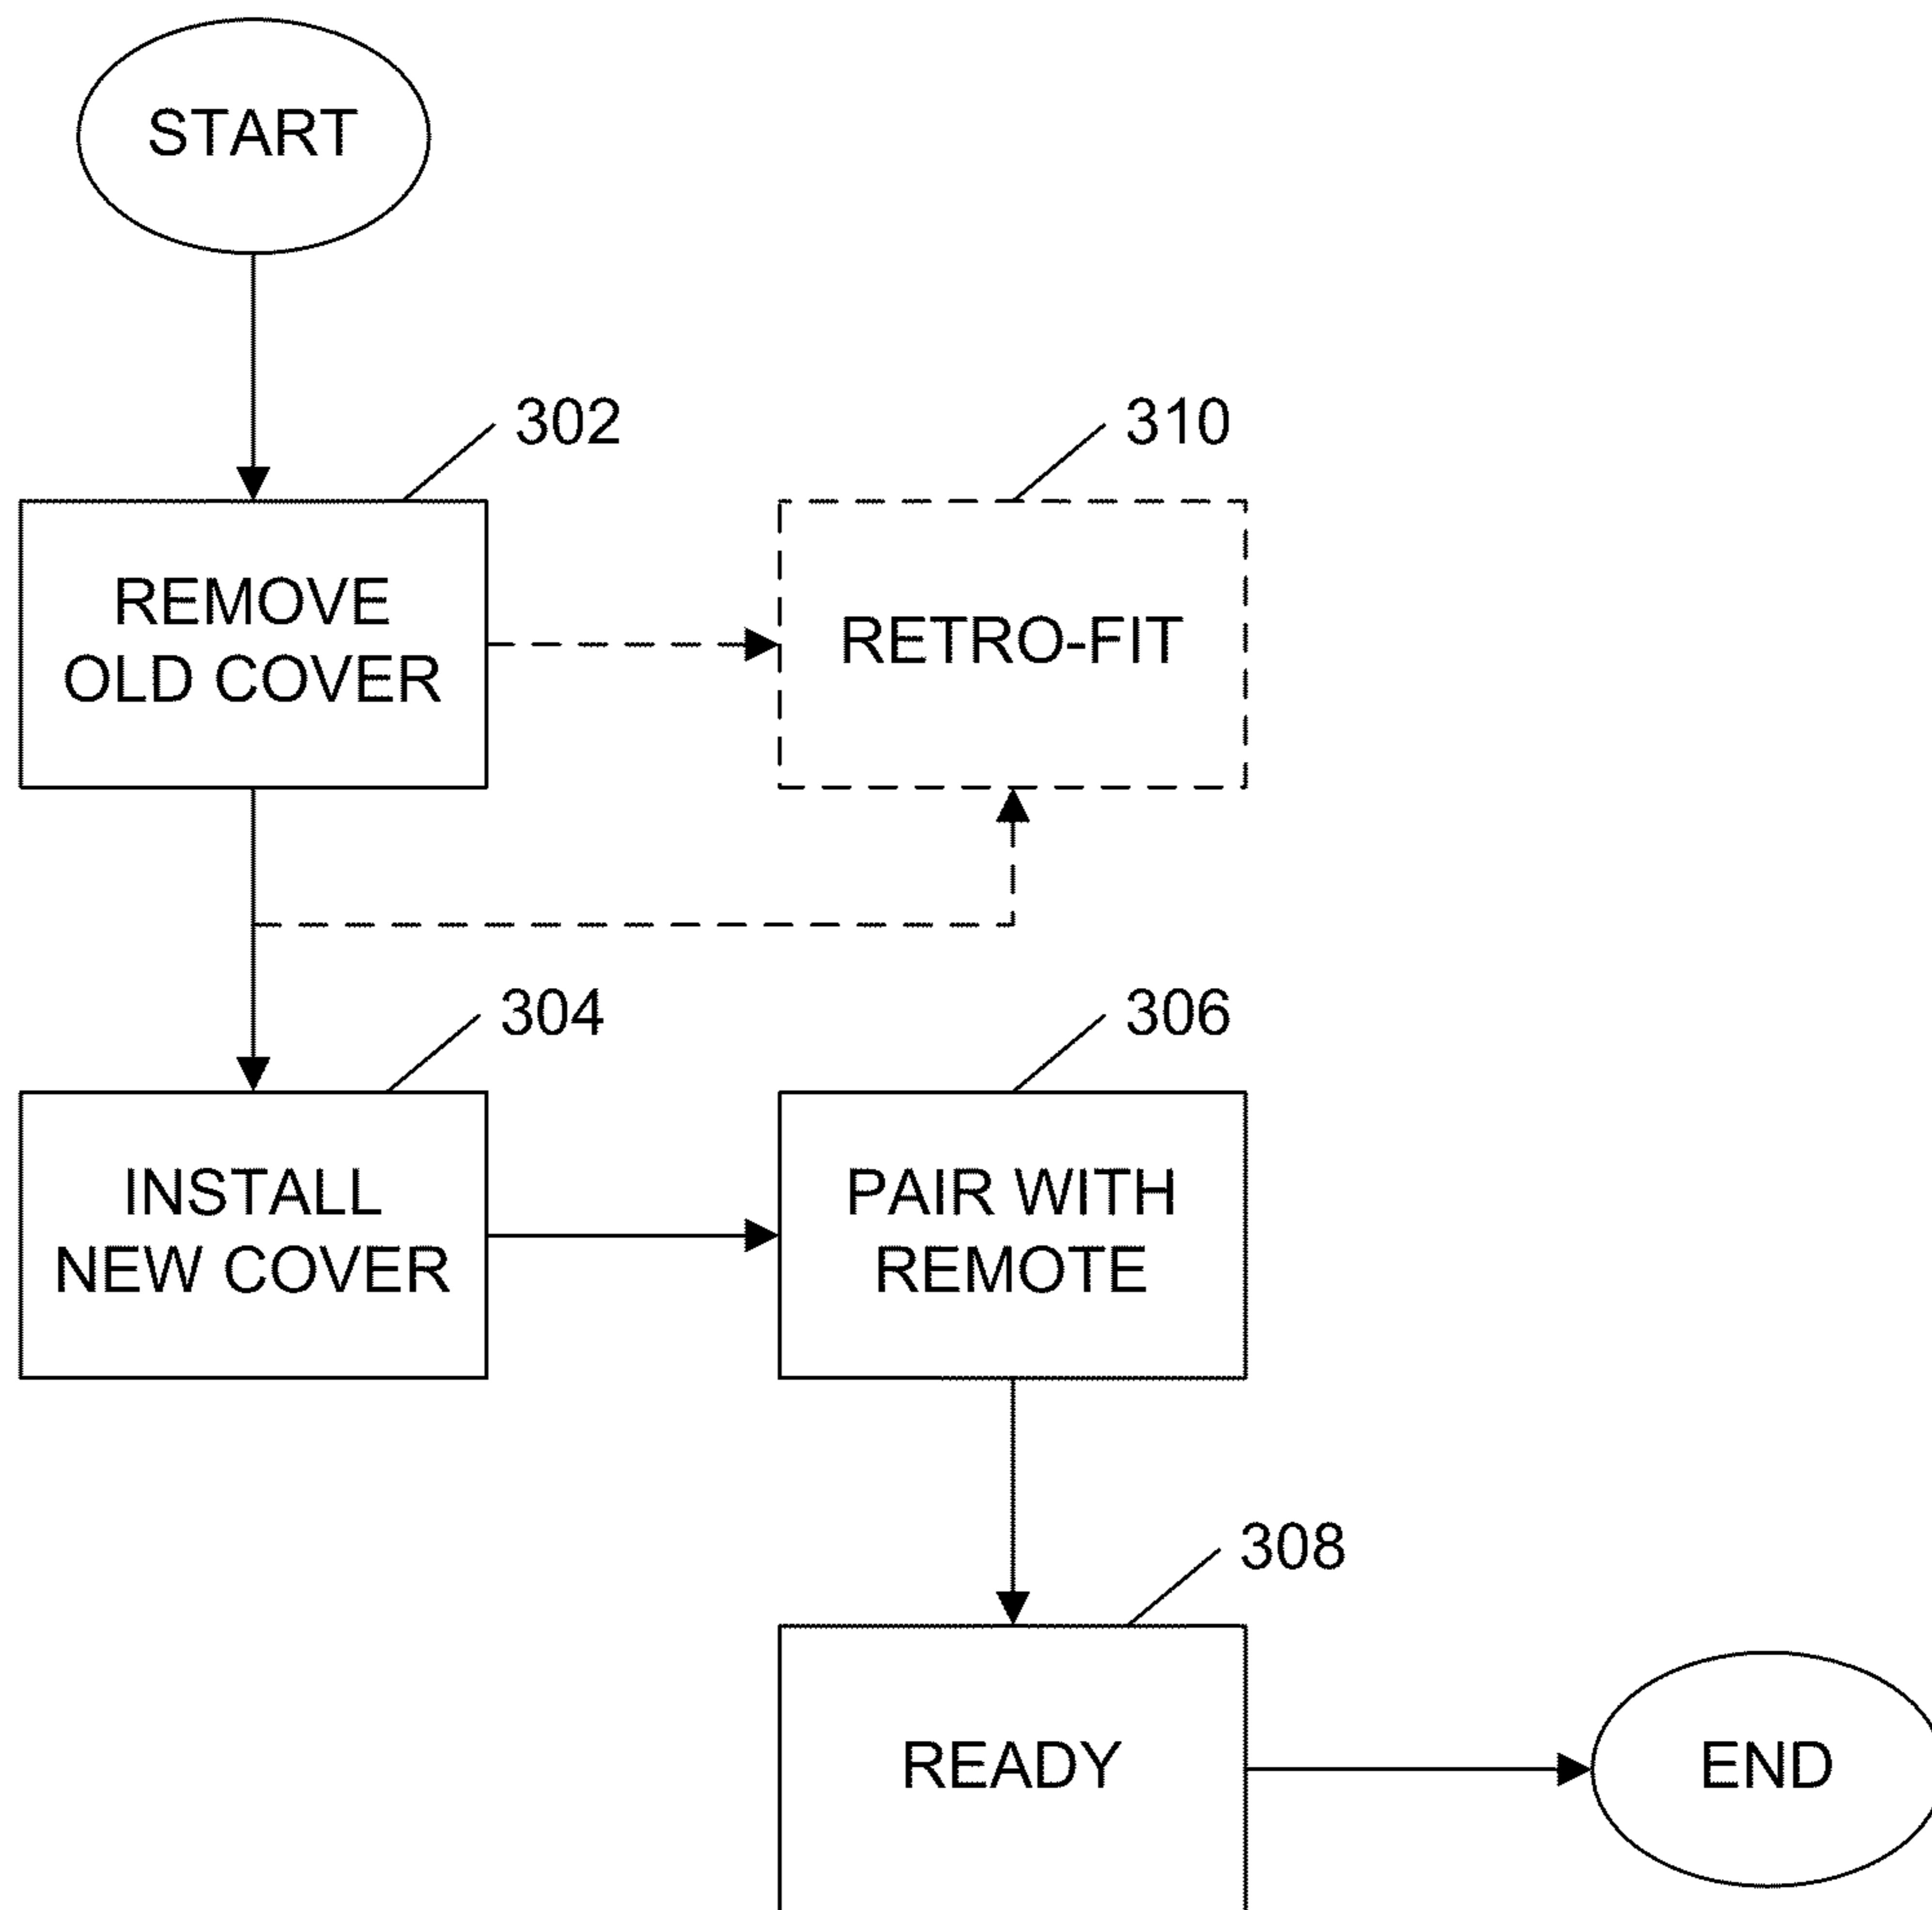 START
302
310
REMOVE
OLD COVER
RETRO-FIT
304
306
INSTALL
NEW COVER
PAIR WITH
REMOTE
308
READY
END